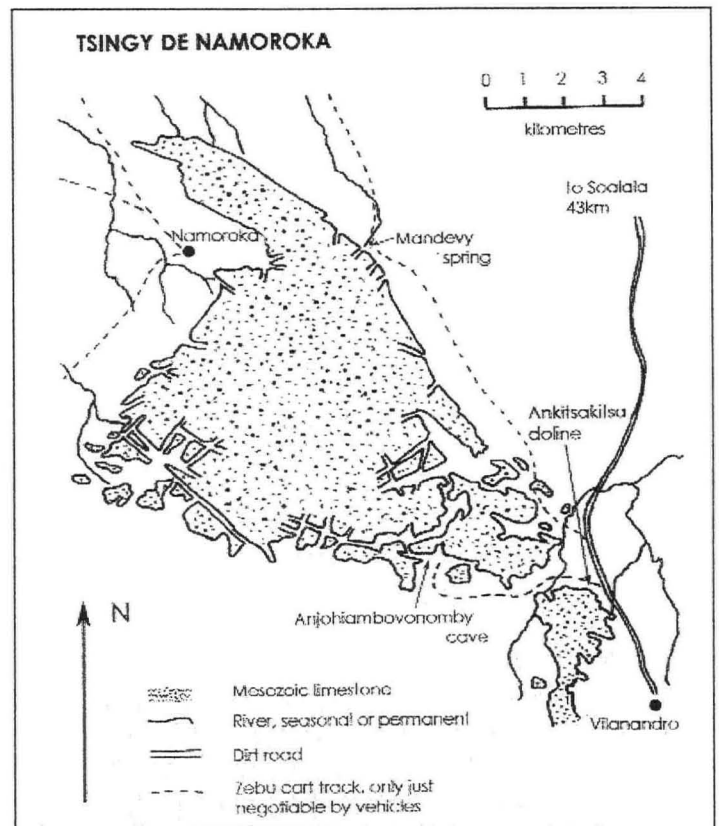 TSINGY DE NAMOROKA
0 1 2 3 4
kilometres
To Soalala
43km
Namoroka
Mandevy
spring
Ankitsakilsa
doline
N
Anjohiambovonomby
cave
Mesozoic limestone
River, seasonal or permanent
Vilanandro
Dirt road
Zebu cart track, only just
negotiable by vehicles